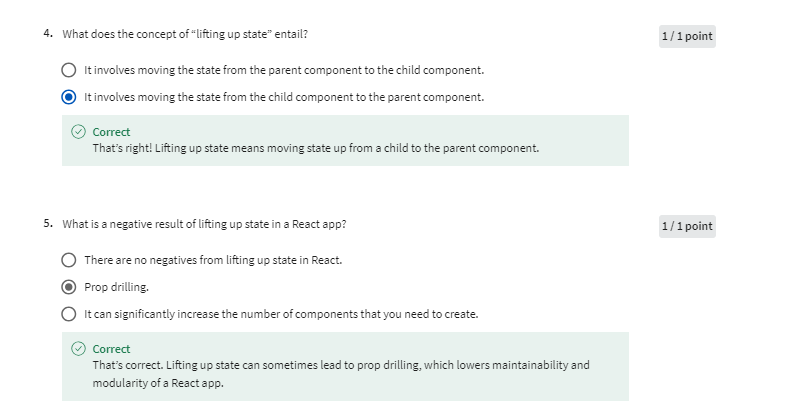 4. What does the concept of “lifting up state” entail?
1 / 1 point
It involves moving the state from the parent component to the child component.
It involves moving the state from the child component to the parent component.
Correct
That’s right! Lifting up state means moving state up from a child to the parent component.
5. What is a negative result of lifting up state in a React app?
1 / 1 point
There are no negatives from lifting up state in React.
Prop drilling.
It can significantly increase the number of components that you need to create.
Correct
That’s correct. Lifting up state can sometimes lead to prop drilling, which lowers maintainability and
modularity of a React app.